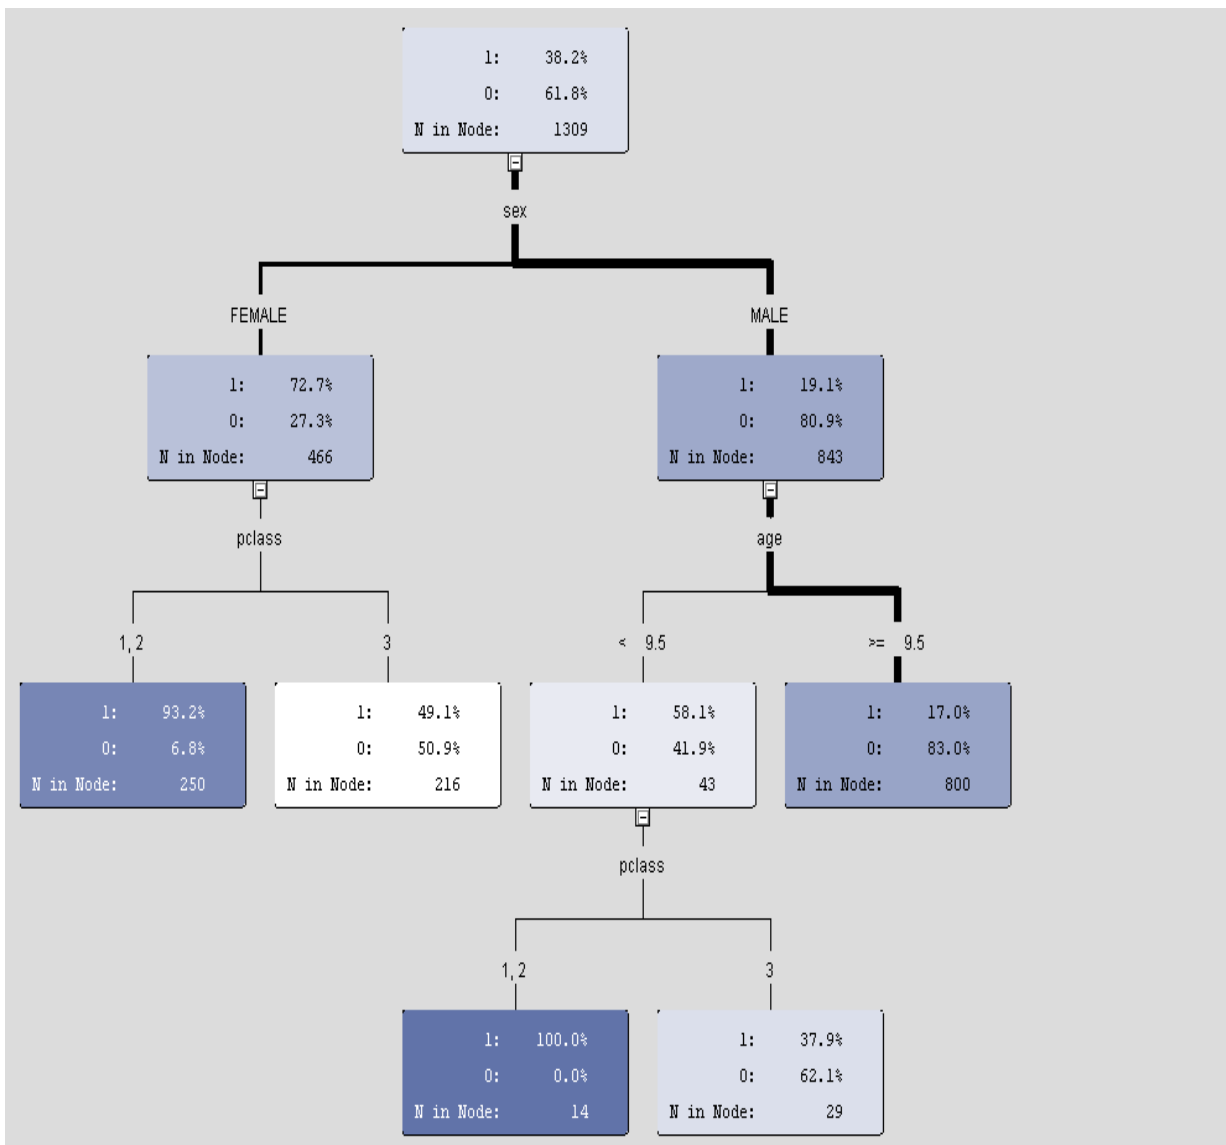 1: 38.2%
0: 61.8%
N in Node: 1309
sex
FEMALE
MALE
1: 72.7%
0: 27.3%
N in Node: 466
1: 19.1%
0: 80.9%
N in Node: 843
pclass
age
1, 2
3
< 9.5
>= 9.5
1: 93.2%
0: 6.8%
N in Node: 250
1: 49.1%
0: 50.9%
N in Node: 216
1: 58.1%
0: 41.9%
N in Node: 43
1: 17.0%
0: 83.0%
N in Node: 800
pclass
1, 2
3
1: 100.0%
0: 0.0%
N in Node: 14
1: 37.9%
0: 62.1%
N in Node: 29